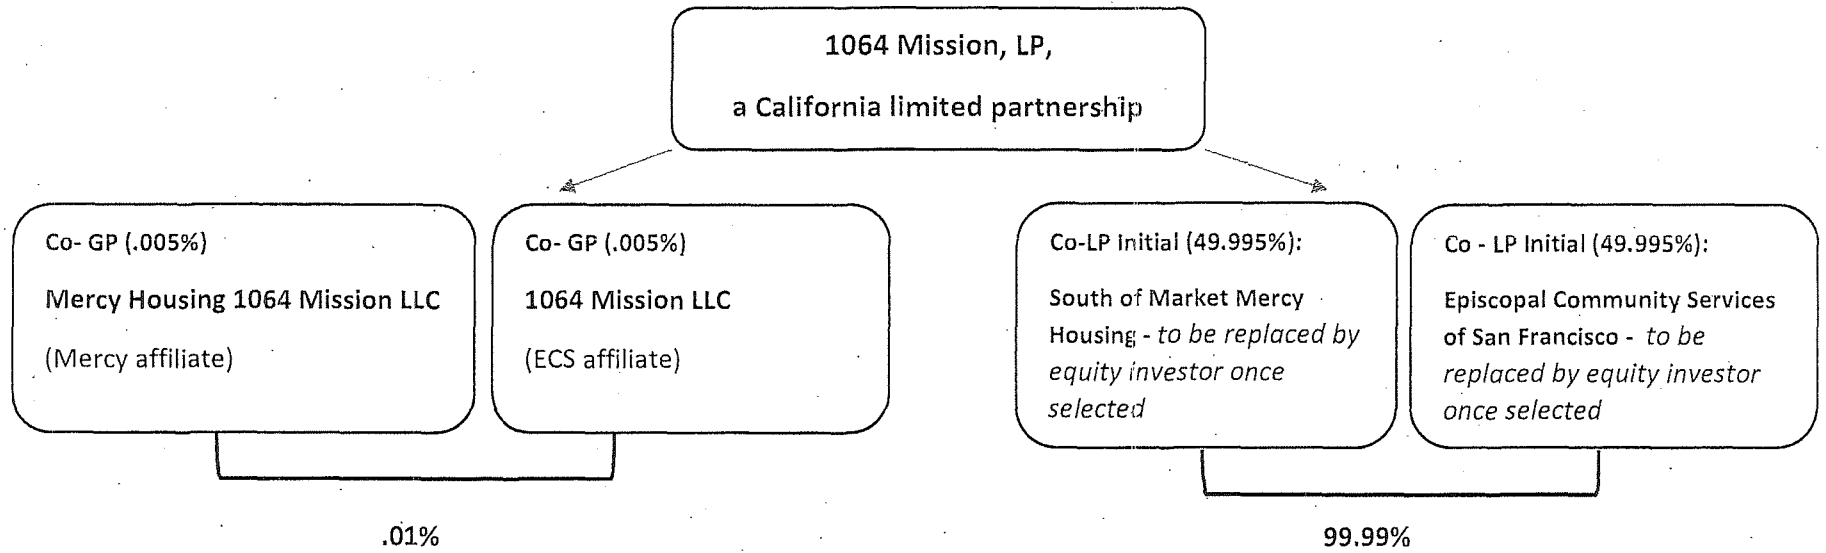 1064 Mission, LP,
a California limited partnership
Co- GP (.005%)
Mercy Housing 1064 Mission LLC
(Mercy affiliate)
Co- GP (.005%)
1064 Mission LLC
(ECS affiliate)
Co-LP initial (49.995%):
South of Market Mercy
Housing - to be replaced by
equity investor once
selected
Co - LP Initial (49.995%):
Episcopal Community Services
of San Francisco - to be
replaced by equity investor
once selected
.01%
99.99%